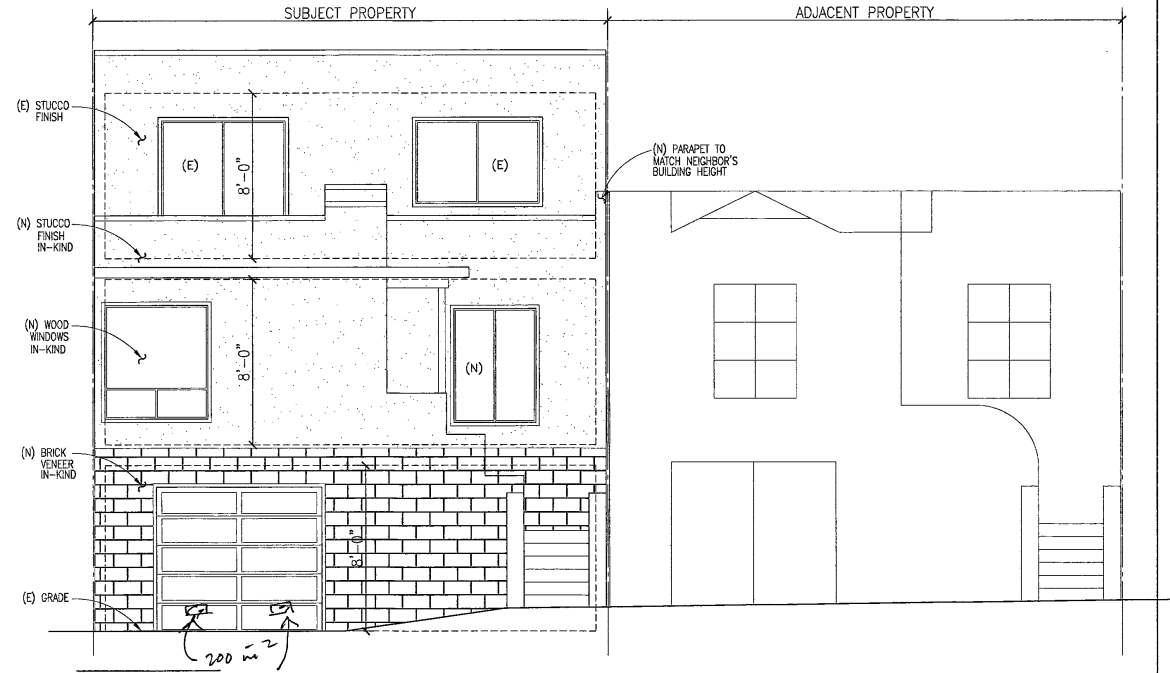 SUBJECT PROPERTY
ADJACENT PROPERTY
(E) STUCCO
FINISH
(E)
8'-0"
(E)
(N) PARAPET TO
MATCH NEIGHBOR'S
BUILDING HEIGHT
(N) STUCCO
FINISH
IN-KIND
(N) WOOD
WINDOWS
IN-KIND
8'-0"
(N)
(N) BRICK
VENEER
IN-KIND
8'-0"
(E) GRADE
200 in²